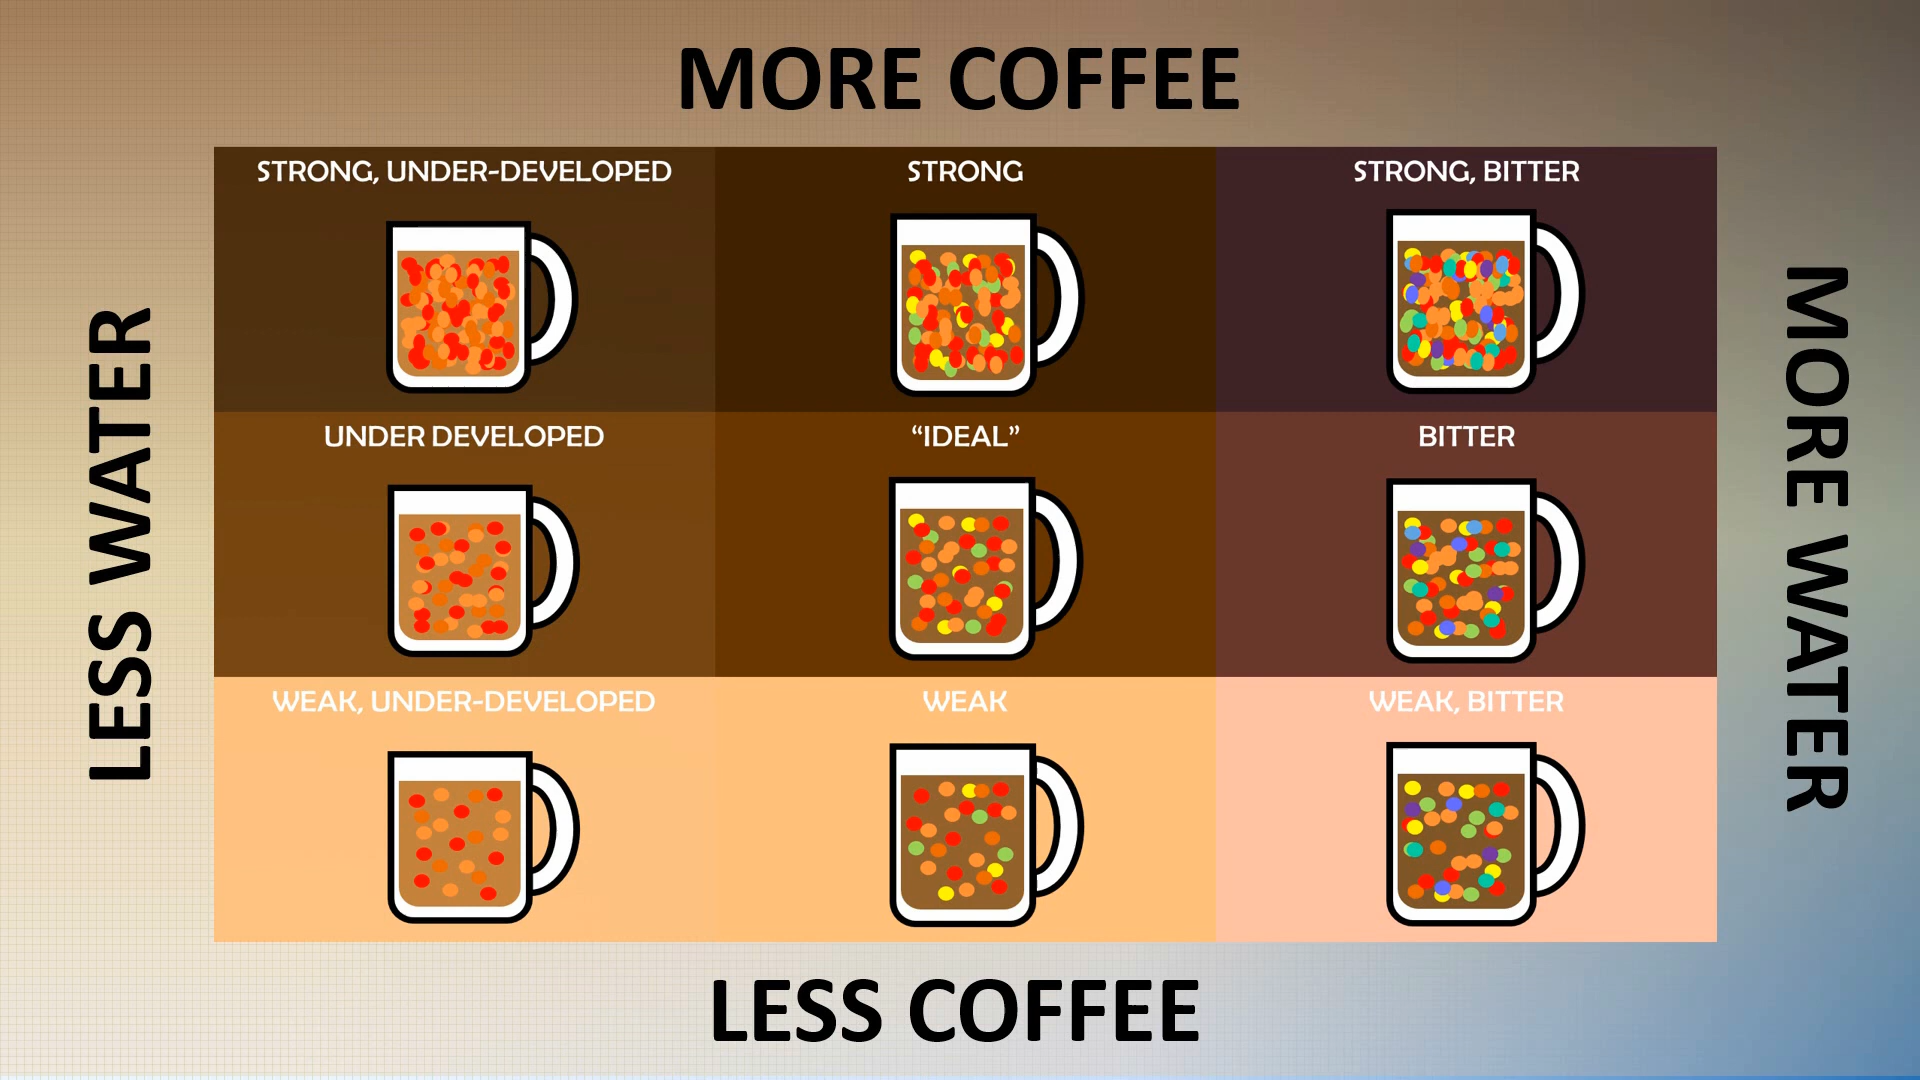 MORE COFFEE
STRONG, UNDER-DEVELOPED
STRONG
STRONG, BITTER
LESS WATER
MORE WATER
UNDER DEVELOPED
“IDEAL”
BITTER
WEAK, UNDER-DEVELOPED
WEAK
WEAK, BITTER
LESS COFFEE